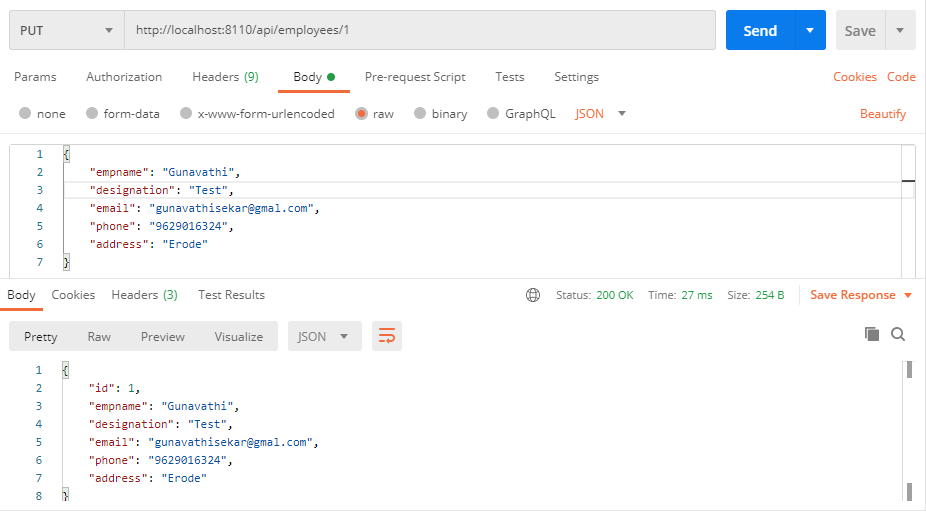 PUT http://localhost:8110/api/employees/1 Send Save
Params Authorization Headers (9) Body Pre-request Script Tests Settings Cookies Code
none form-data x-www-form-urlencoded raw binary GraphQL JSON Beautify
1 {
2 "empname": "Gunavathi",
3 "designation": "Test",
4 "email": "gunavathisekar@gmal.com",
5 "phone": "9629016324",
6 "address": "Erode"
7 }
Body Cookies Headers (3) Test Results Status: 200 OK Time: 27 ms Size: 254 B Save Response
Pretty Raw Preview Visualize JSON
1 {
2 "id": 1,
3 "empname": "Gunavathi",
4 "designation": "Test",
5 "email": "gunavathisekar@gmal.com",
6 "phone": "9629016324",
7 "address": "Erode"
8 }